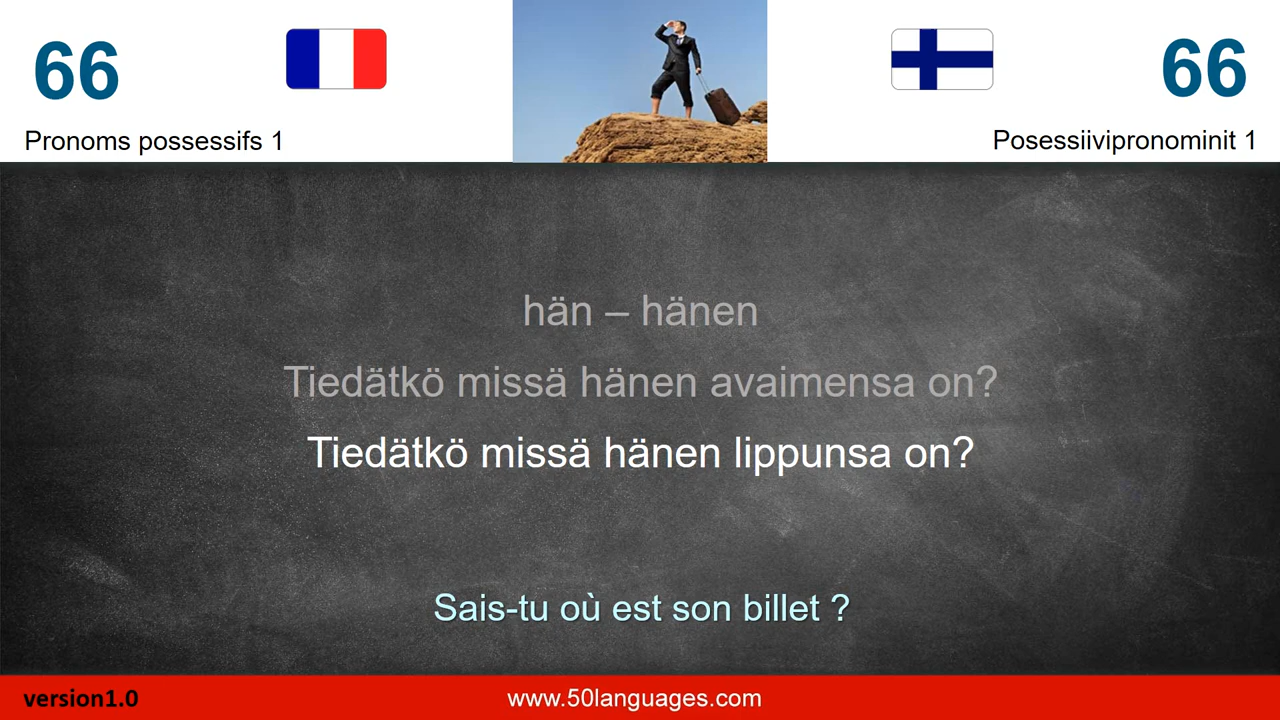 66
66
Pronoms possessifs 1
Posessiivipronominit 1
hän – hänen
Tiedätkö missä hänen avaimensa on?
Tiedätkö missä hänen lippunsa on?
Sais-tu où est son billet ?
version1.0
www.50languages.com